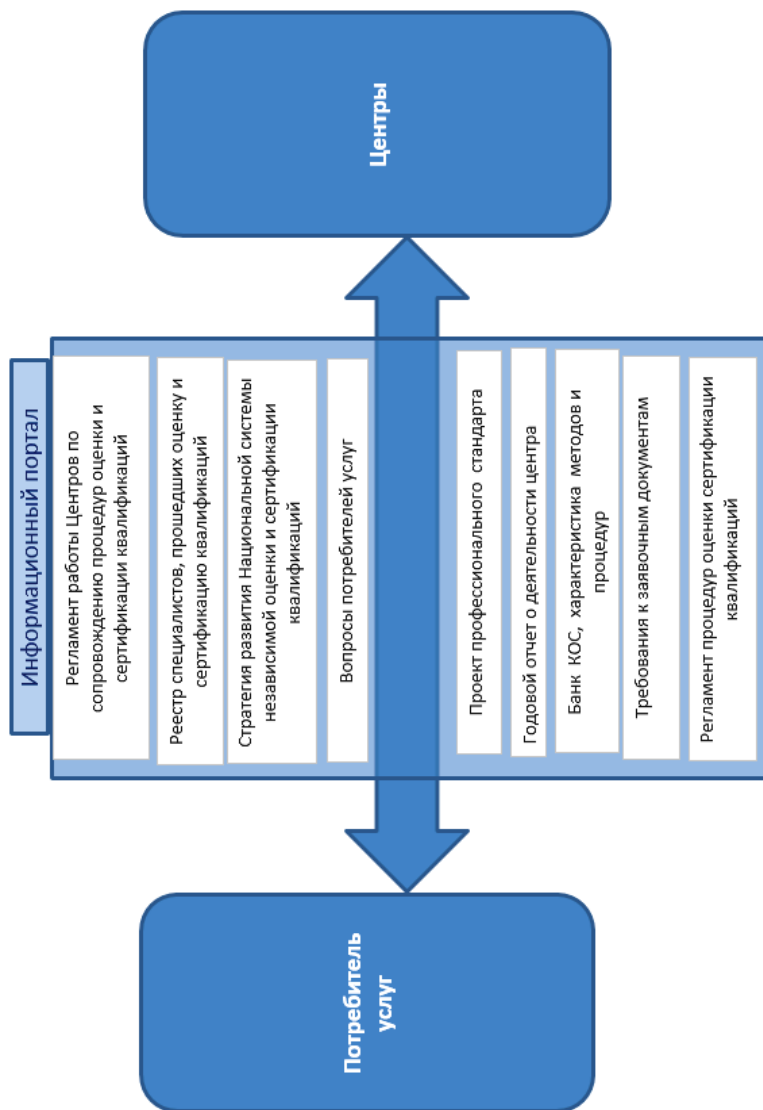 Информационный портал
Регламент работы Центров по
сопровождению процедур оценки и
сертификации квалификаций
Реестр специалистов, прошедших оценку и
сертификацию квалификаций
Стратегия развития Национальной системы
независимой оценки и сертификации
квалификаций
Вопросы потребителей услуг
Потребитель
услуг
Центры
Проект профессионального стандарта
Годовой отчет о деятельности центра
Банк КОС, характеристика методов и
процедур
Требования к заявочным документам
Регламент процедур оценки сертификации
квалификаций